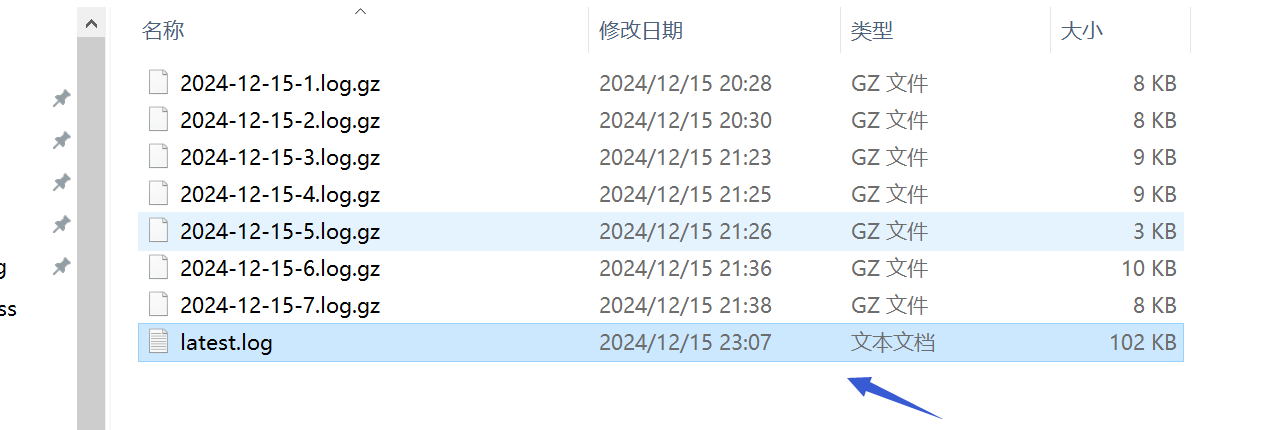 名称 修改日期 类型 大小
2024-12-15-1.log.gz 2024/12/15 20:28 GZ 文件 8 KB
2024-12-15-2.log.gz 2024/12/15 20:30 GZ 文件 8 KB
2024-12-15-3.log.gz 2024/12/15 21:23 GZ 文件 9 KB
2024-12-15-4.log.gz 2024/12/15 21:25 GZ 文件 9 KB
2024-12-15-5.log.gz 2024/12/15 21:26 GZ 文件 3 KB
g 2024-12-15-6.log.gz 2024/12/15 21:36 GZ 文件 10 KB
ss 2024-12-15-7.log.gz 2024/12/15 21:38 GZ 文件 8 KB
latest.log 2024/12/15 23:07 文本文档 102 KB